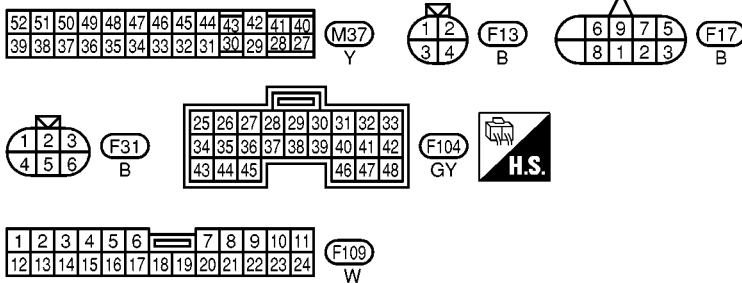 52 51 50 49 48 47 46 45 44 43 42 41 40
39 38 37 36 35 34 33 32 31 30 29 28 27
M37
Y
1 2
3 4
F13
B
6 9 7 5
8 1 2 3
F17
B
1 2 3
4 5 6
F31
B
25 26 27 28 29 30 31 32 33
34 35 36 37 38 39 40 41 42
43 44 45 46 47 48
F104
GY
H.S.
1 2 3 4 5 6 7 8 9 10 11
12 13 14 15 16 17 18 19 20 21 22 23 24
F109
W